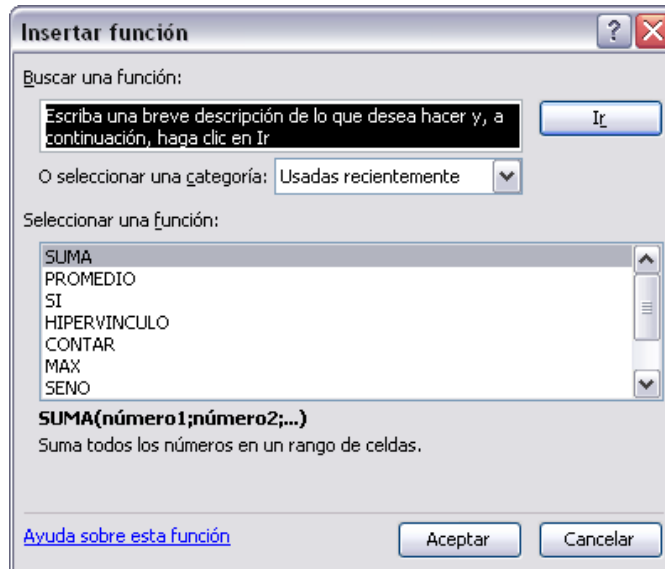 Insertar función
Buscar una función:
Escriba una breve descripción de lo que desea hacer y, a
continuación, haga clic en Ir
Ir
O seleccionar una categoría: Usadas recientemente
Seleccionar una función:
SUMA
PROMEDIO
SI
HIPERVINCULO
CONTAR
MAX
SENO
SUMA(número1;número2;...)
Suma todos los números en un rango de celdas.
Ayuda sobre esta función
Aceptar
Cancelar